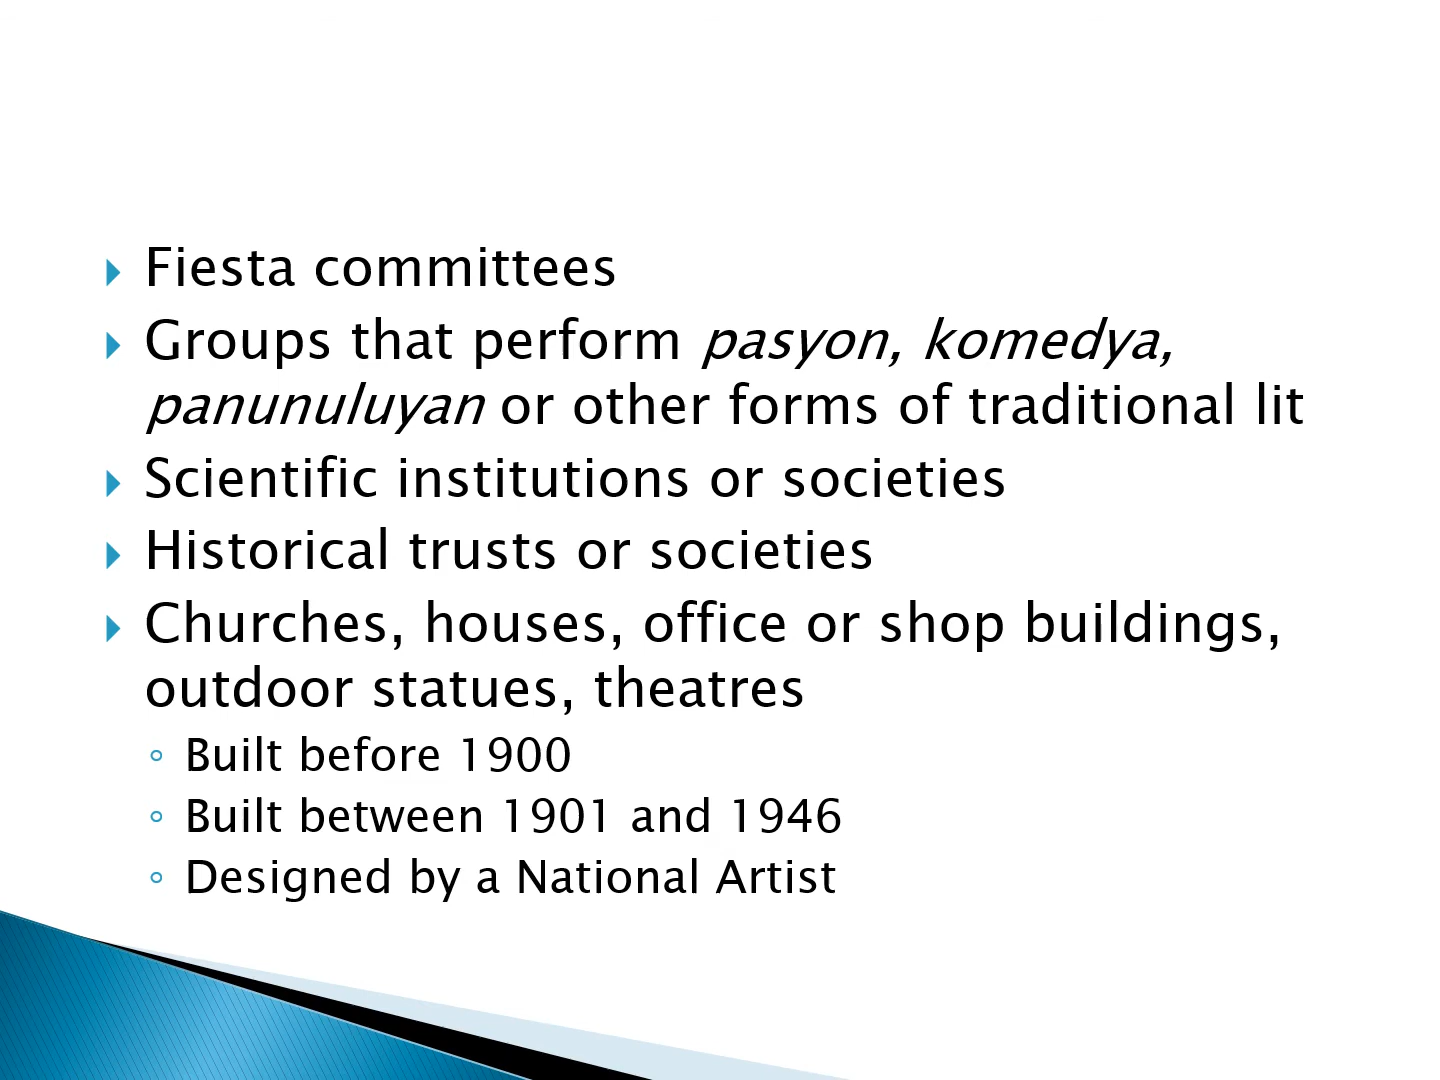 Fiesta committees
Groups that perform pasyon, komedya,
panunuluyan or other forms of traditional lit
Scientific institutions or societies
Historical trusts or societies
Churches, houses, office or shop buildings,
outdoor statues, theatres
Built before 1900
Built between 1901 and 1946
Designed by a National Artist